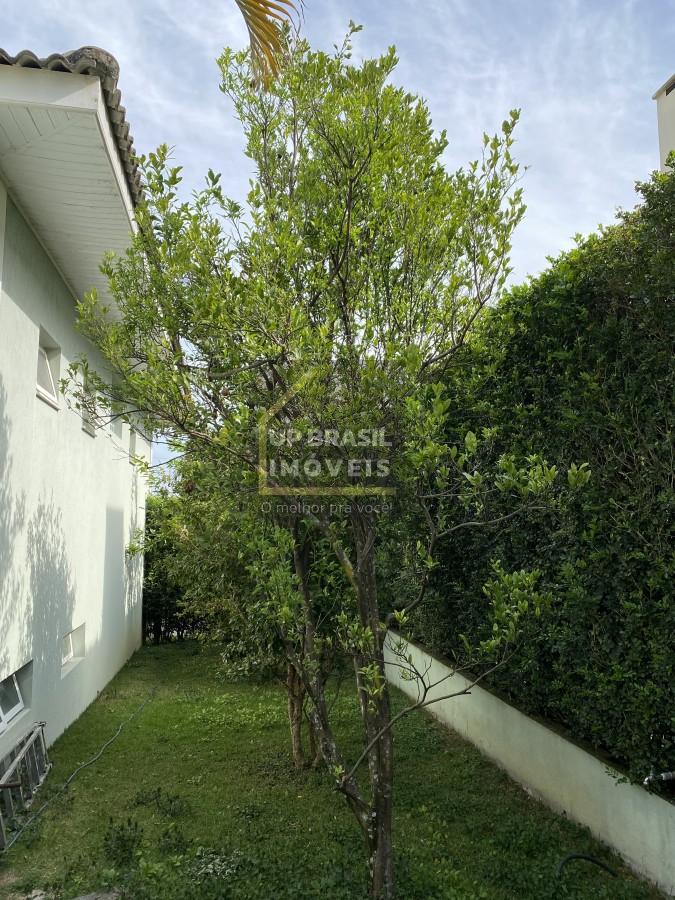 UP BRASIL
IMÓVEIS
O melhor pra você!